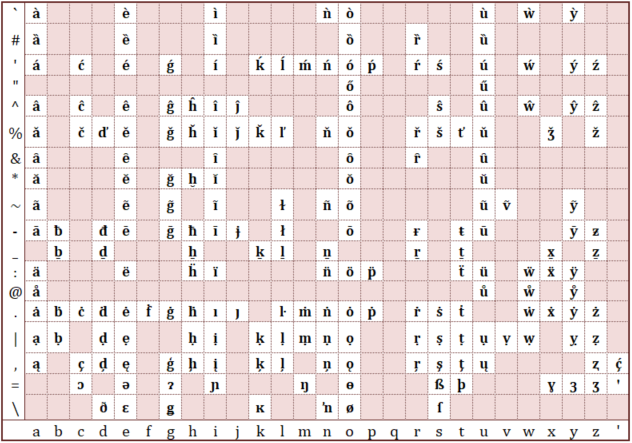 ` à è ì ǹ ò ù ẁ ỳ
# ȁ ȅ ȉ ȍ ȑ ȕ
' á ć é ǵ í ḱ ĺ ḿ ń ó ṕ ŕ ś ú ẃ ý ź
" ő ű
^ â ĉ ê ĝ ĥ î ĵ ô ŝ û ŵ ŷ ẑ
% ǎ č ď ě ǧ ȟ ǐ ǰ ǩ ľ ň ǒ ř š ť ǔ ǯ ž
& ȃ ȇ ȋ ȏ ȓ ȗ
* ă ĕ ğ ḫ ĭ ŏ ŭ
~ ã ẽ g̃ ĩ ɫ ñ õ ũ ṽ ỹ
- ā ƀ đ ē ḡ ħ ī ɉ ł ō ɍ ŧ ū ȳ ƶ
_ ḇ ḏ ẖ ḵ ḻ ṉ ṟ ṯ x̱ ẕ
: ä ë ḧ ï n̈ ö p̈ ẗ ü ẅ ẍ ÿ
@ å ů ẘ ẙ
. ȧ ḃ ċ ḋ ė ḟ ġ ḣ ı ȷ ŀ ṁ ṅ ȯ ṗ ṙ ṡ ṫ ẇ ẋ ẏ ż
| ạ ḅ ḍ ẹ ḥ ị ḳ ḷ ṃ ṇ ọ ṛ ṣ ṭ ụ ṿ ẉ ỵ ẓ
, ą ç ḑ ę ģ ḩ į ķ ļ ņ ǫ ŗ ş ţ ų ʐ ḉ
= ɔ ə ʔ ɲ ŋ ɵ ß þ ɣ ȝ ʒ ʹ
\ ð ɛ ǥ ĸ ŉ ø ſ
a b c d e f g h i j k l m n o p q r s t u v w x y z '